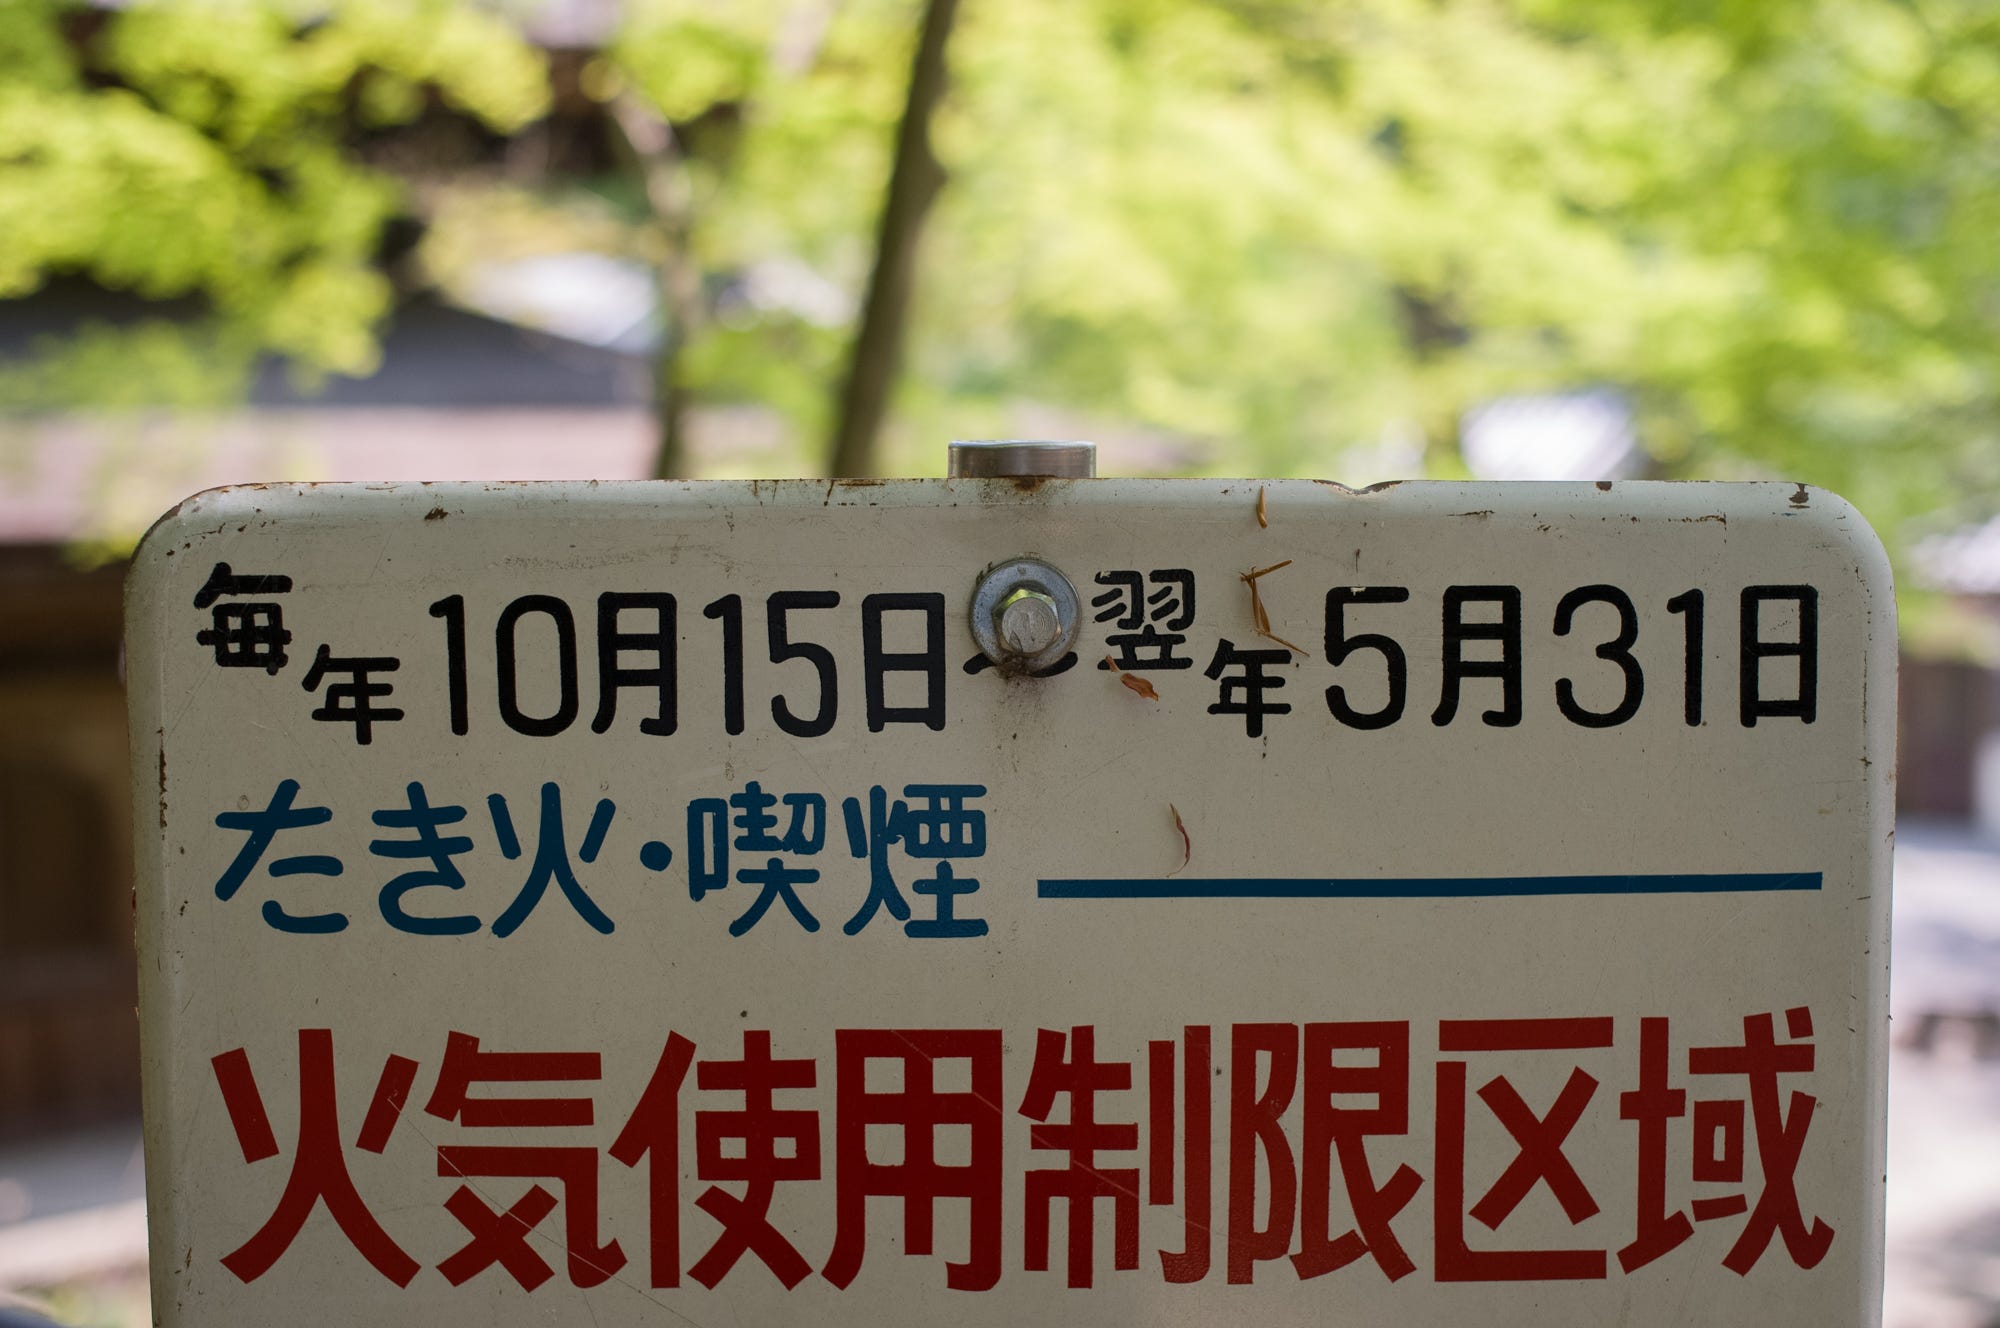 毎年10月15日〜翌年5月31日
たき火・喫煙
火気使用制限区域